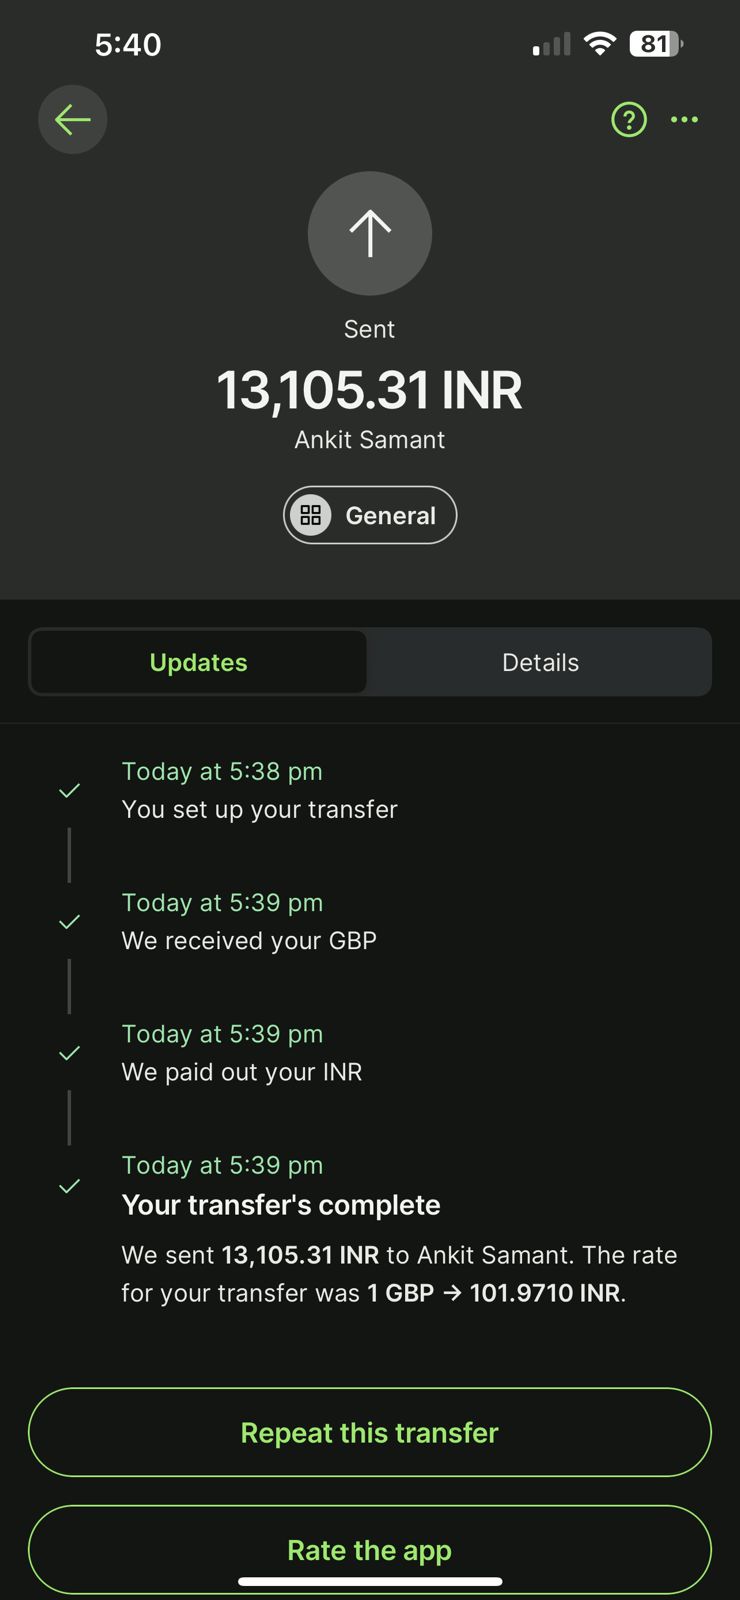 5:40
81
Sent
13,105.31 INR
Ankit Samant
General
Updates
Details
Today at 5:38 pm
You set up your transfer
Today at 5:39 pm
We received your GBP
Today at 5:39 pm
We paid out your INR
Today at 5:39 pm
Your transfer's complete
We sent 13,105.31 INR to Ankit Samant. The rate
for your transfer was 1 GBP → 101.9710 INR.
Repeat this transfer
Rate the app